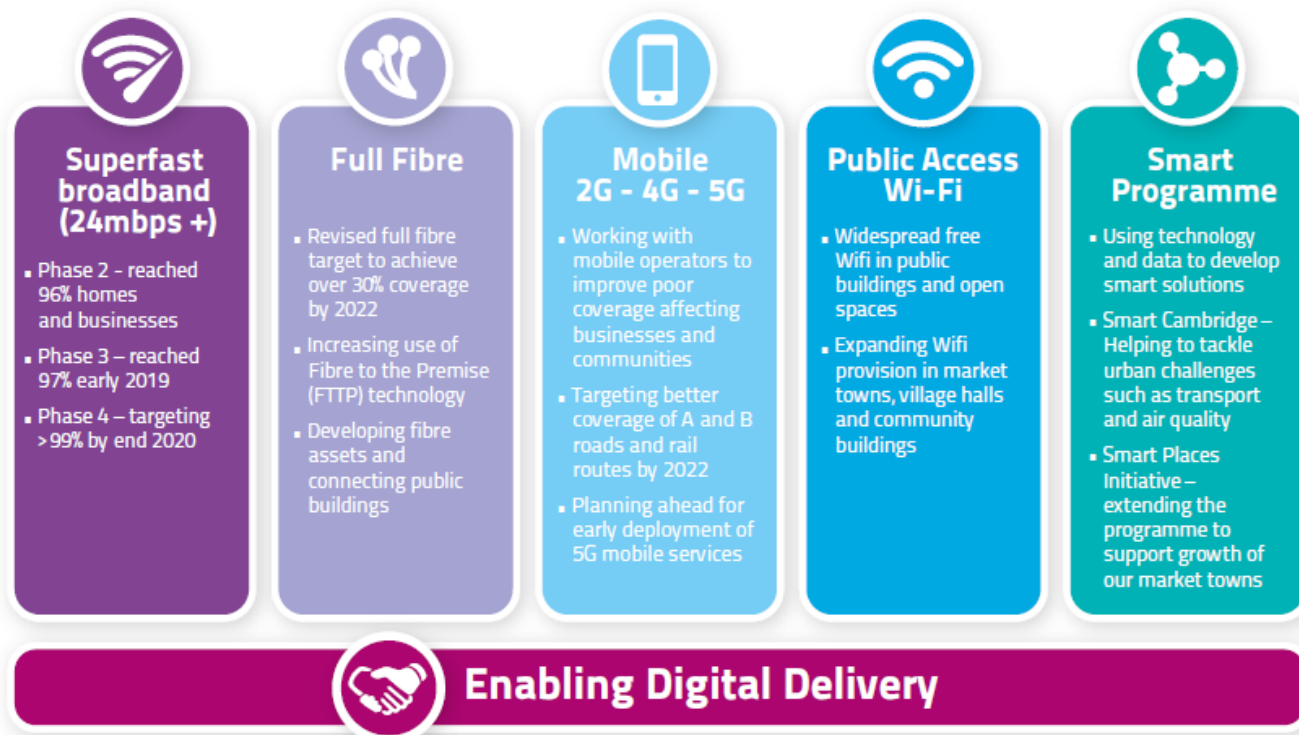 Superfast
broadband
(24mbps +)
▪ Phase 2 - reached
96% homes
and businesses
▪ Phase 3 – reached
97% early 2019
▪ Phase 4 – targeting
>99% by end 2020
Full Fibre
▪ Revised full fibre
target to achieve
over 30% coverage
by 2022
▪ Increasing use of
Fibre to the Premise
(FTTP) technology
▪ Developing fibre
assets and
connecting public
buildings
Mobile
2G - 4G - 5G
▪ Working with
mobile operators to
improve poor
coverage affecting
businesses and
communities
▪ Targeting better
coverage of A and B
roads and rail
routes by 2022
▪ Planning ahead for
early deployment of
5G mobile services
Public Access
Wi-Fi
▪ Widespread free
Wifi in public
buildings and open
spaces
▪ Expanding Wifi
provision in market
towns, village halls
and community
buildings
Smart
Programme
▪ Using technology
and data to develop
smart solutions
▪ Smart Cambridge –
Helping to tackle
urban challenges
such as transport
and air quality
▪ Smart Places
Initiative –
extending the
programme to
support growth of
our market towns
Enabling Digital Delivery